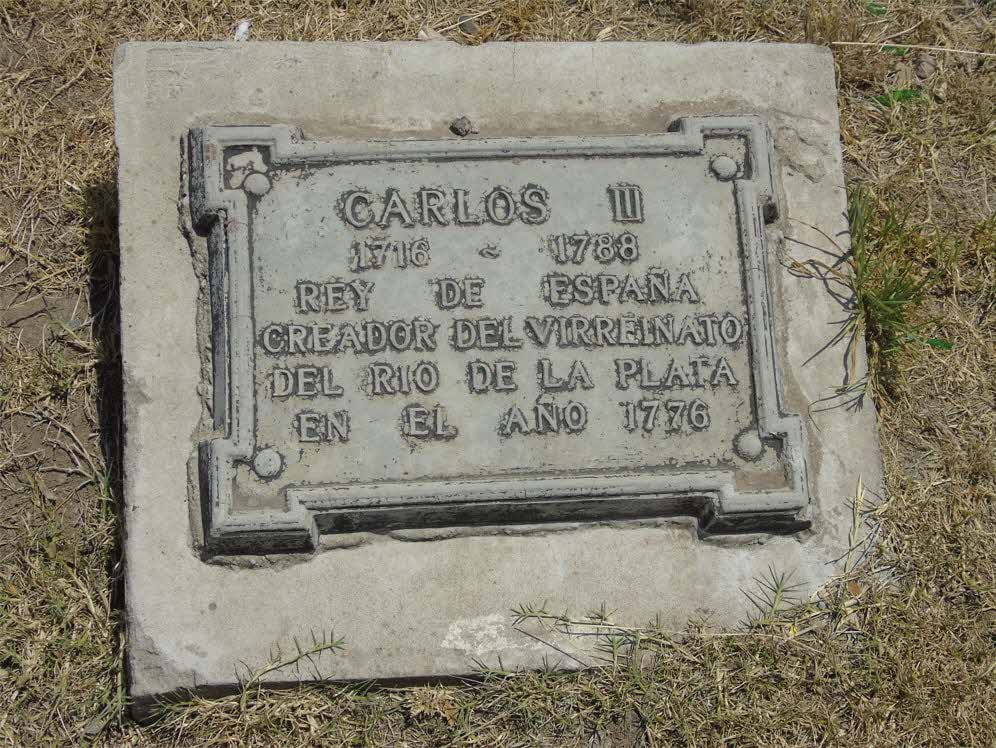 CARLOS III
1716 ~ 1788
REY DE ESPAÑA
CREADOR DEL VIRREINATO
DEL RIO DE LA PLATA
EN EL AÑO 1776